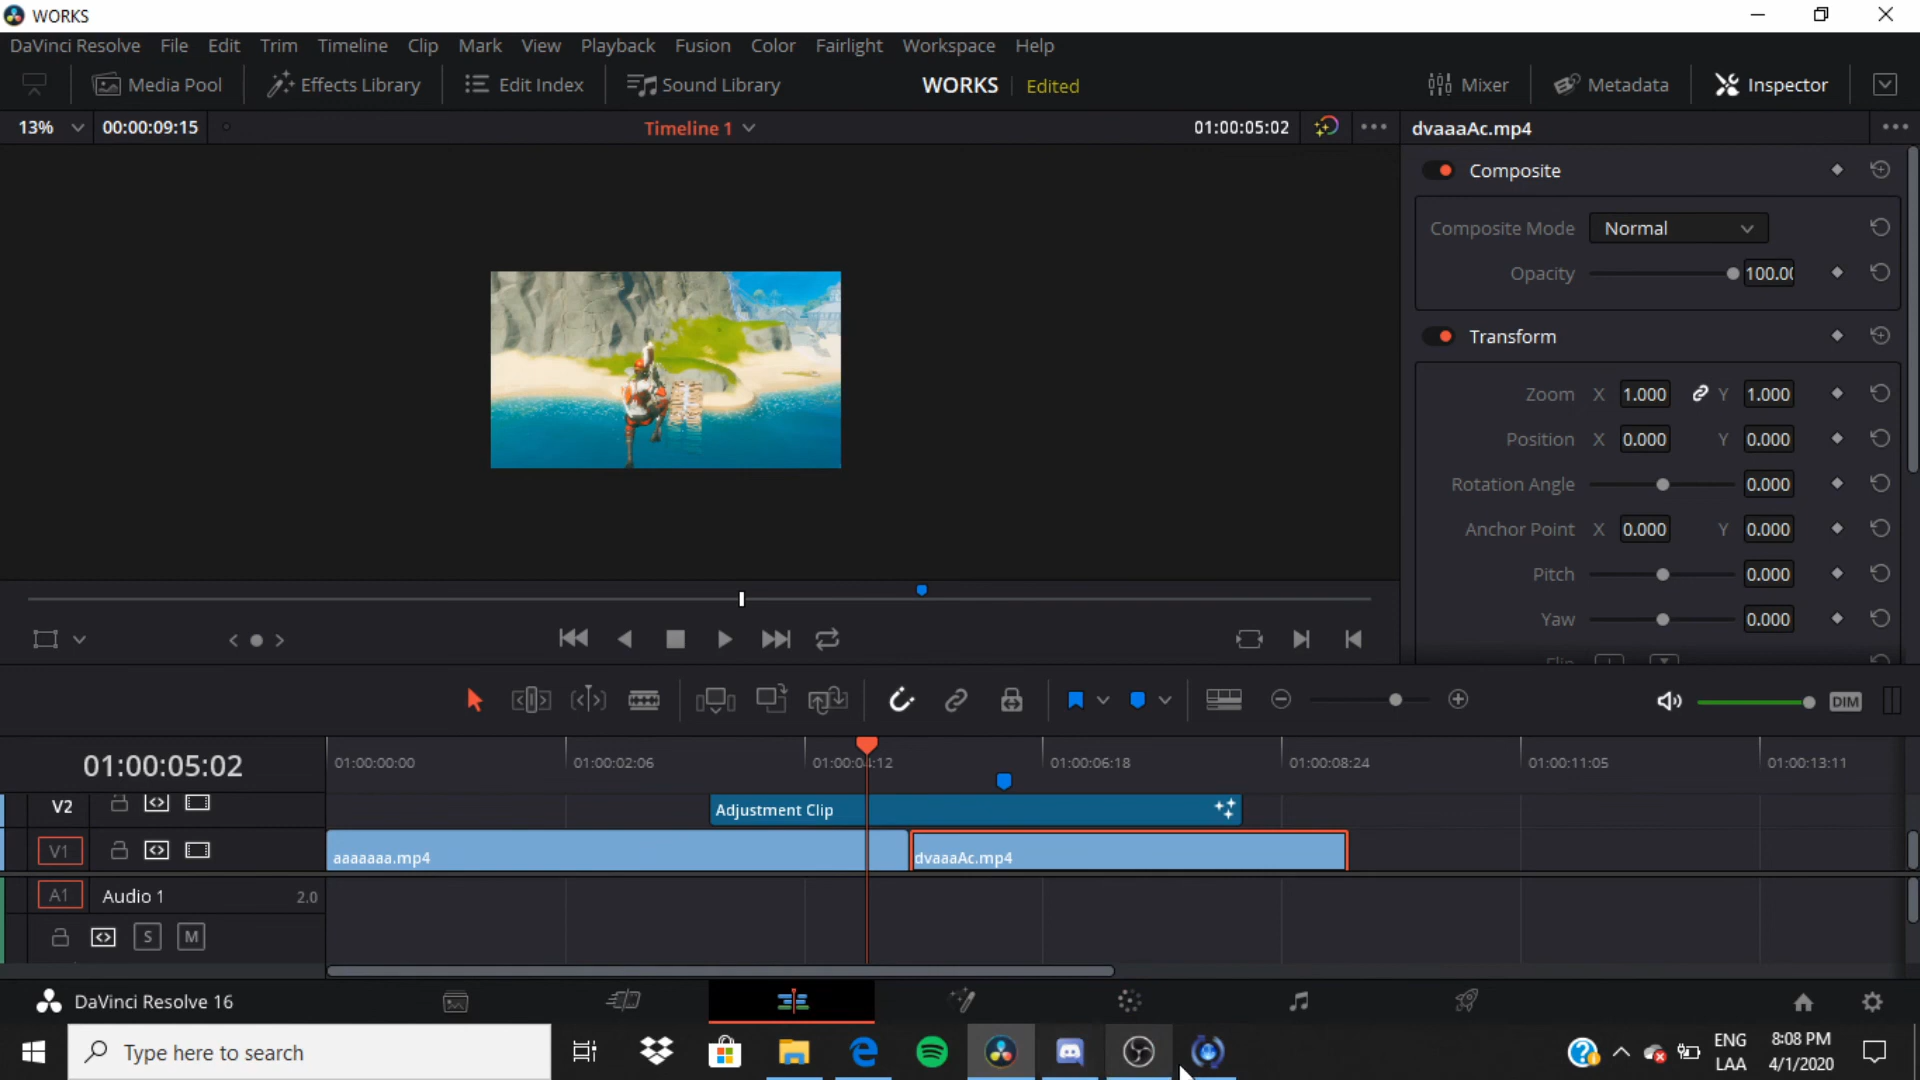 WORKS
DaVinci Resolve File Edit Trim Timeline Clip Mark View Playback Fusion Color Fairlight Workspace Help
Media Pool Effects Library Edit Index Sound Library WORKS Edited Mixer Metadata Inspector
13% 00:00:09:15 Timeline 1 01:00:05:02 dvaaaAc.mp4
Composite
Composite Mode Normal
Opacity 100.00
Transform
Zoom X 1.000 Y 1.000
Position X 0.000 Y 0.000
Rotation Angle 0.000
Anchor Point X 0.000 Y 0.000
Pitch 0.000
Yaw 0.000
DIM
01:00:05:02 01:00:00:00 01:00:02:06 01:00:04:12 01:00:06:18 01:00:08:24 01:00:11:05 01:00:13:11
V2 Adjustment Clip
V1 aaaaaaa.mp4 dvaaaAc.mp4
A1 Audio 1 2.0
S M
DaVinci Resolve 16
Type here to search ENG 8:08 PM
LAA 4/1/2020